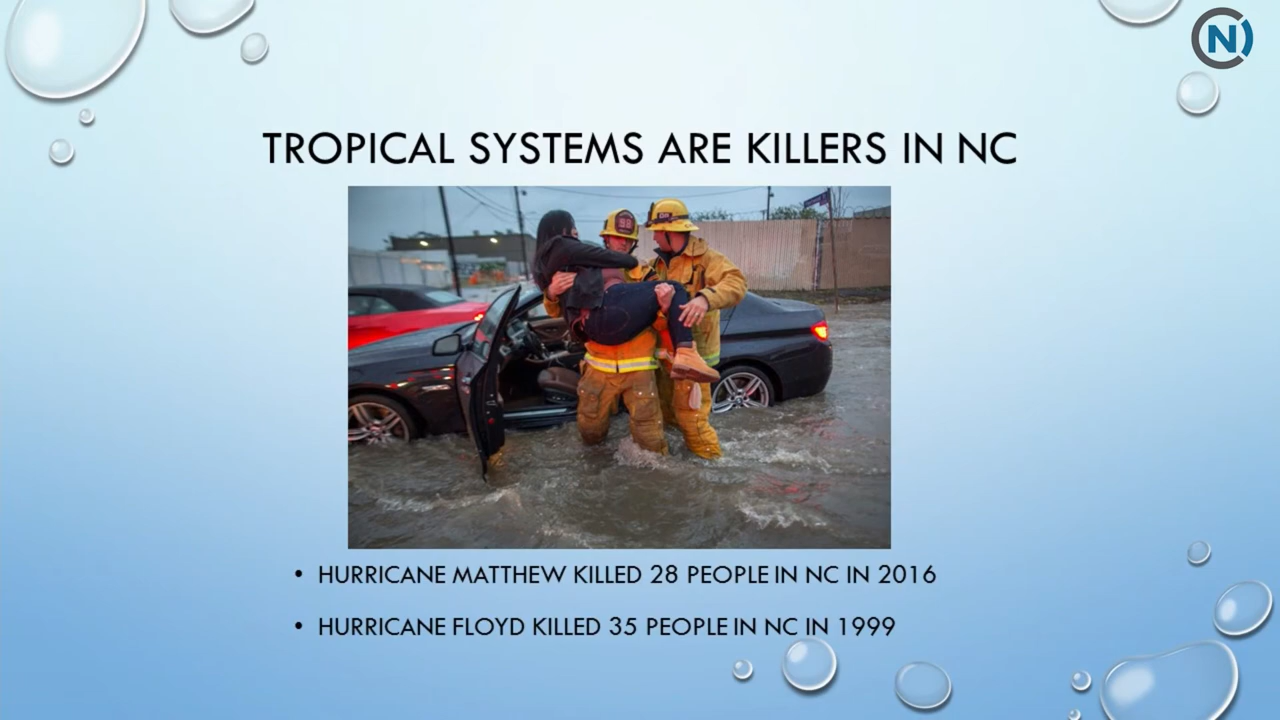 N
TROPICAL SYSTEMS ARE KILLERS IN NC
98
• HURRICANE MATTHEW KILLED 28 PEOPLE IN NC IN 2016
• HURRICANE FLOYD KILLED 35 PEOPLE IN NC IN 1999